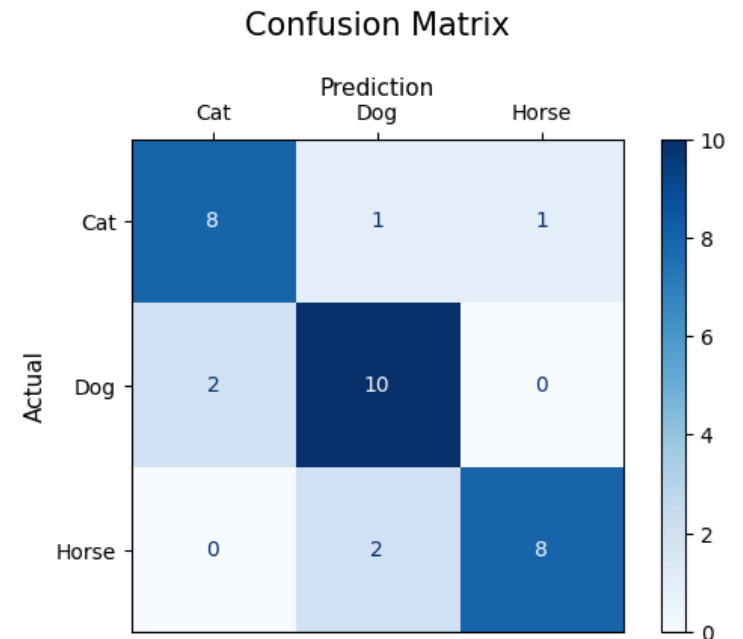 Confusion Matrix
Prediction
Cat Dog Horse
Cat 8 1 1
Dog 2 10 0
Horse 0 2 8
Actual
10
8
6
4
2
0